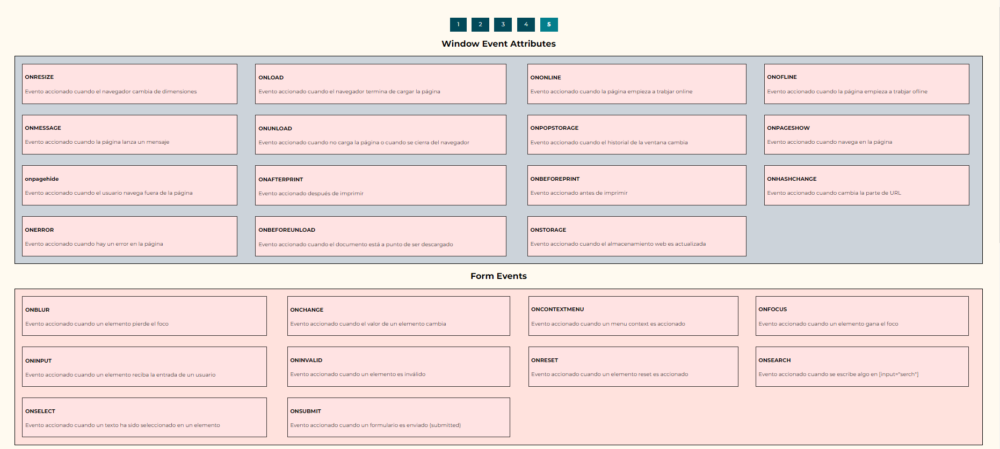 1 2 3 4 5
Window Event Attributes
ONRESIZE
Evento accionado cuando el navegador cambia de dimensiones
ONLOAD
Evento accionado cuando el navegador termina de cargar la página
ONONLINE
Evento accionado cuando la página empieza a trabjar online
ONOFLINE
Evento accionado cuando la página empieza a trabjar ofline
ONMESSAGE
Evento accionado cuando la página lanza un mensaje
ONUNLOAD
Evento accionado cuando no carga la página o cuando se cierra del navegador
ONPOPSTORAGE
Evento accionado cuando el historial de la ventana cambia
ONPAGESHOW
Evento accionado cuando navega en la página
onpagehide
Evento accionado cuando el usuario navega fuera de la página
ONAFTERPRINT
Evento accionado después de imprimir
ONBEFOREPRINT
Evento accionado antes de imprimir
ONHASHCHANGE
Evento accionado cuando cambia la parte de URL
ONERROR
Evento accionado cuando hay un error en la página
ONBEFOREUNLOAD
Evento accionado cuando el documento está a punto de ser descargado
ONSTORAGE
Evento accionado cuando el almacenamiento web es actualizada
Form Events
ONBLUR
Evento accionado cuando un elemento pierde el foco
ONCHANGE
Evento accionado cuando el valor de un elemento cambia
ONCONTEXTMENU
Evento accionado cuando un menu context es accionado
ONFOCUS
Evento accionado cuando un elemento gana el foco
ONINPUT
Evento accionado cuando un elemento reciba la entrada de un usuario
ONINVALID
Evento accionado cuando un elemento es inválido
ONRESET
Evento accionado cuando un elemento reset es accionado
ONSEARCH
Evento accionado cuando se escribe algo en [input="serch"]
ONSELECT
Evento accionado cuando un texto ha sido seleccionado en un elemento
ONSUBMIT
Evento accionado cuando un formulario es enviado (submitted)